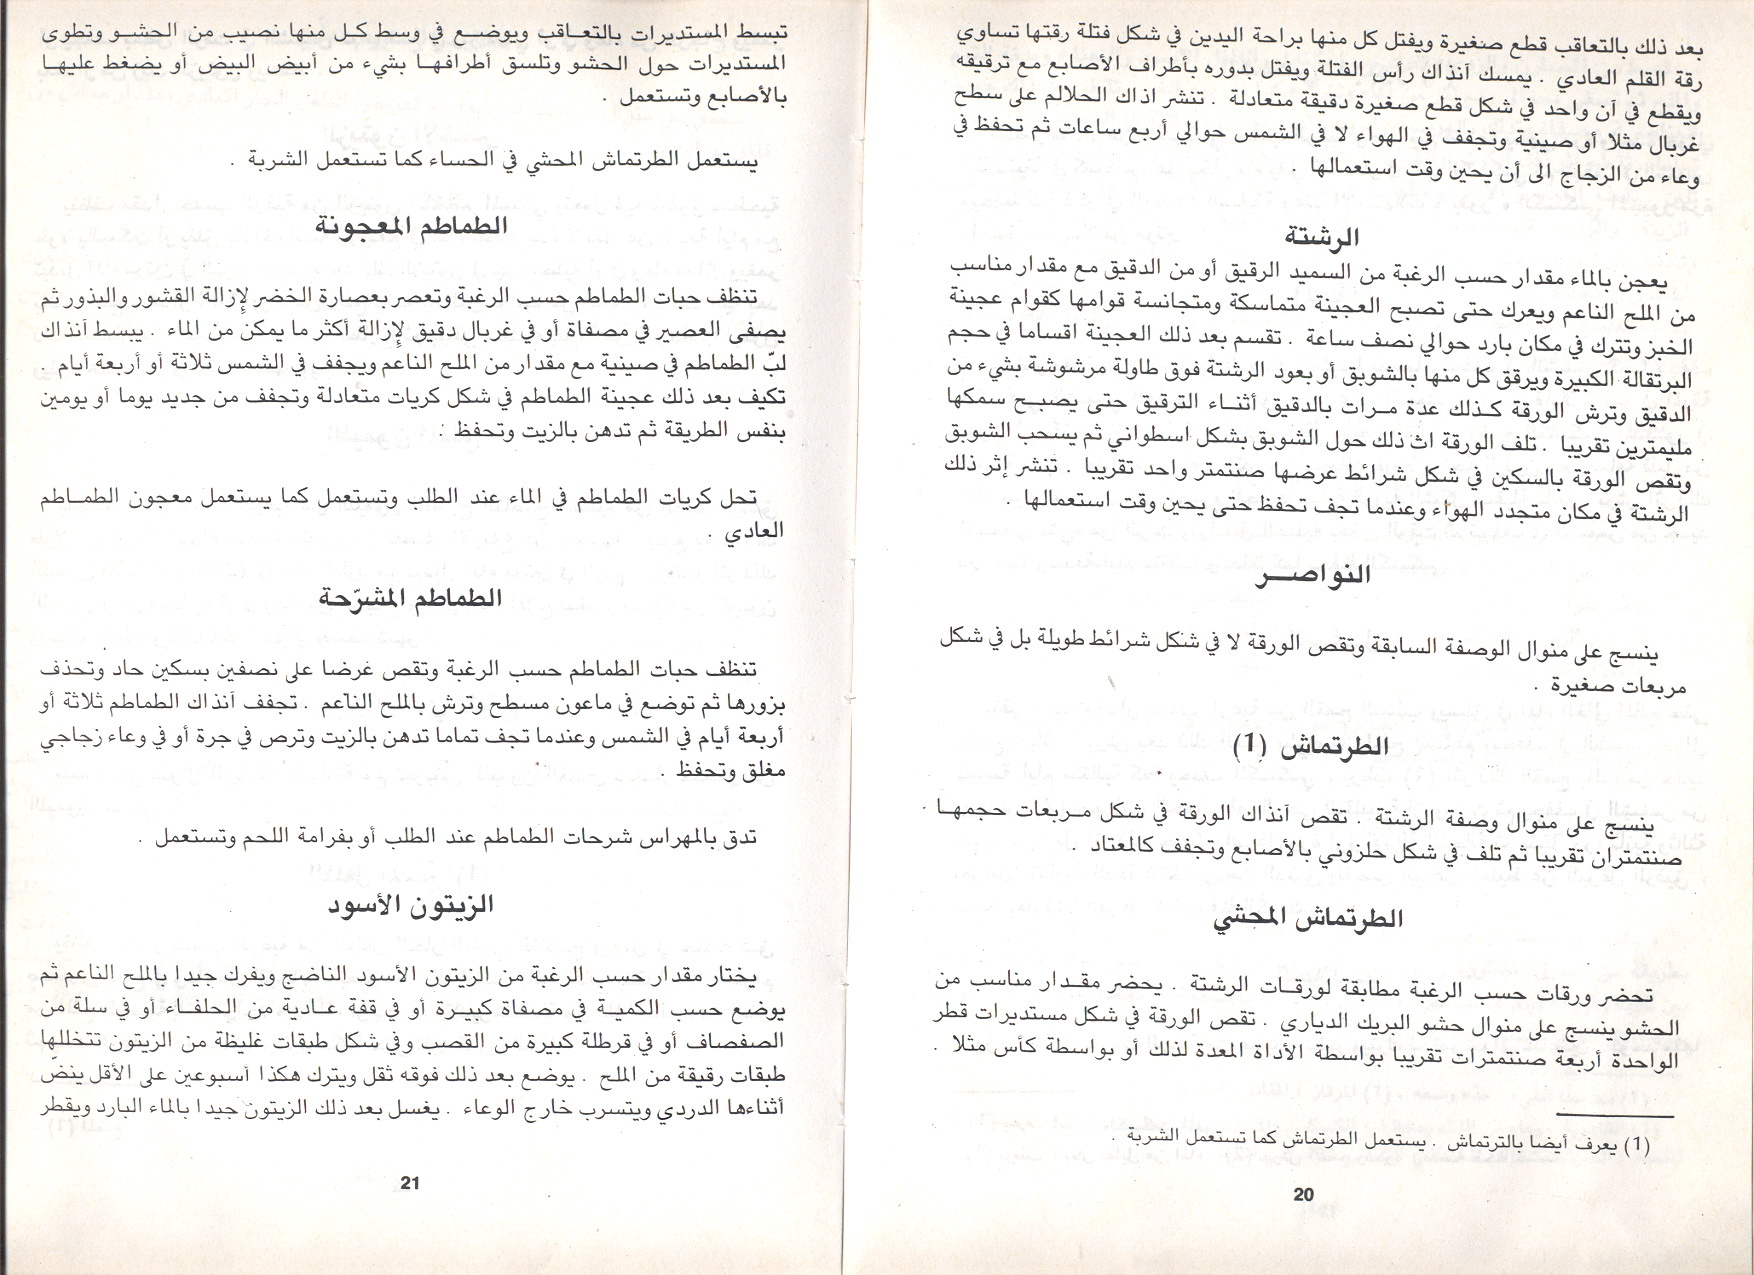 بعد ذلك بالتعاقب قطع صغيرة ويفتل كل منها براحة اليدين في شكل فتلة رقتها تساوي
رقة القلم العادي . يمسك آنذاك رأس الفتلة ويفتل بدوره بأطراف الأصابع مع ترقيقه
ويقطع في آن واحد في شكل قطع صغيرة دقيقة متعادلة . تنشر اذاك الحلالم على سطح
غربال مثلا أو صينية وتجفف في الهواء لا في الشمس حوالي أربع ساعات ثم تحفظ في
وعاء من الزجاج الى أن يحين وقت استعمالها .
الرشتة
يعجن بالماء مقدار حسب الرغبة من السميد الرقيق أو من الدقيق مع مقدار مناسب
من الملح الناعم ويعرك حتى تصبح العجينة متماسكة ومتجانسة قوامها كقوام عجينة
الخبز وتترك في مكان بارد حوالي نصف ساعة . تقسم بعد ذلك العجينة اقساما في حجم
البرتقالة الكبيرة ويرقق كل منها بالشوبق أو بعود الرشتة فوق طاولة مرشوشة بشيء من
الدقيق وترش الورقة كذلك عدة مرات بالدقيق أثناء الترقيق حتى يصبح سمكها
مليمترين تقريبا . تلف الورقة اثر ذلك حول الشوبق بشكل اسطواني ثم يسحب الشوبق
وتقص الورقة بالسكين في شكل شرائط عرضها صنتمتر واحد تقريبا . تنشر إثر ذلك
الرشتة في مكان متجدد الهواء وعندما تجف تحفظ حتى يحين وقت استعمالها .
النواصر
ينسج على منوال الوصفة السابقة وتقص الورقة لا في شكل شرائط طويلة بل في شكل
مربعات صغيرة .
الطرتماش (1)
ينسج على منوال وصفة الرشتة . تقص آنذاك الورقة في شكل مربعات حجمها
صنتمتران تقريبا ثم تلف في شكل حلزوني بالأصابع وتجفف كالمعتاد .
الطرتماش المحشي
تحضر ورقات حسب الرغبة مطابقة لورقات الرشتة . يحضر مقدار مناسب من
الحشو ينسج على منوال حشو البريك الدياري . تقص الورقة في شكل مستديرات قطر
الواحدة أربعة صنتمترات تقريبا بواسطة الأداة المعدة لذلك أو بواسطة كأس مثلا .
(1) يعرف أيضا بالترتماش . يستعمل الطرتماش كما تستعمل الشربة .
20
تبسط المستديرات بالتعاقب ويوضع في وسط كل منها نصيب من الحشو وتطوى
المستديرات حول الحشو وتلسق أطرافها بشيء من أبيض البيض أو يضغط عليها
بالأصابع وتستعمل .
يستعمل الطرتماش المحشي في الحساء كما تستعمل الشربة .
الطماطم المعجونة
تنظف حبات الطماطم حسب الرغبة وتعصر بعصارة الخضر لإزالة القشور والبذور ثم
يصفى العصير في مصفاة أو في غربال دقيق لإزالة أكثر ما يمكن من الماء . يبسط آنذاك
لبّ الطماطم في صينية مع مقدار من الملح الناعم ويجفف في الشمس ثلاثة أو أربعة أيام .
تكيف بعد ذلك عجينة الطماطم في شكل كريات متعادلة وتجفف من جديد يوما أو يومين
بنفس الطريقة ثم تدهن بالزيت وتحفظ :
تحل كريات الطماطم في الماء عند الطلب وتستعمل كما يستعمل معجون الطماطم
العادي .
الطماطم المشرّحة
تنظف حبات الطماطم حسب الرغبة وتقص عرضا على نصفين بسكين حاد وتحذف
بزورها ثم توضع في ماعون مسطح وترش بالملح الناعم . تجفف آنذاك الطماطم ثلاثة أو
أربعة أيام في الشمس وعندما تجف تماما تدهن بالزيت وترص في جرة أو في وعاء زجاجي
مغلق وتحفظ .
تدق بالمهراس شرحات الطماطم عند الطلب أو بفرامة اللحم وتستعمل .
الزيتون الأسود
يختار مقدار حسب الرغبة من الزيتون الأسود الناضج ويفرك جيدا بالملح الناعم ثم
يوضع حسب الكمية في مصفاة كبيرة أو في قفة عادية من الحلفاء أو في سلة من
الصفصاف أو في قرطلة كبيرة من القصب وفي شكل طبقات غليظة من الزيتون تتخللها
طبقات رقيقة من الملح . يوضع بعد ذلك فوقه ثقل ويترك هكذا أسبوعين على الأقل ينضّ
أثناءها الدردي ويتسرب خارج الوعاء . يغسل بعد ذلك الزيتون جيدا بالماء البارد ويقطر
21